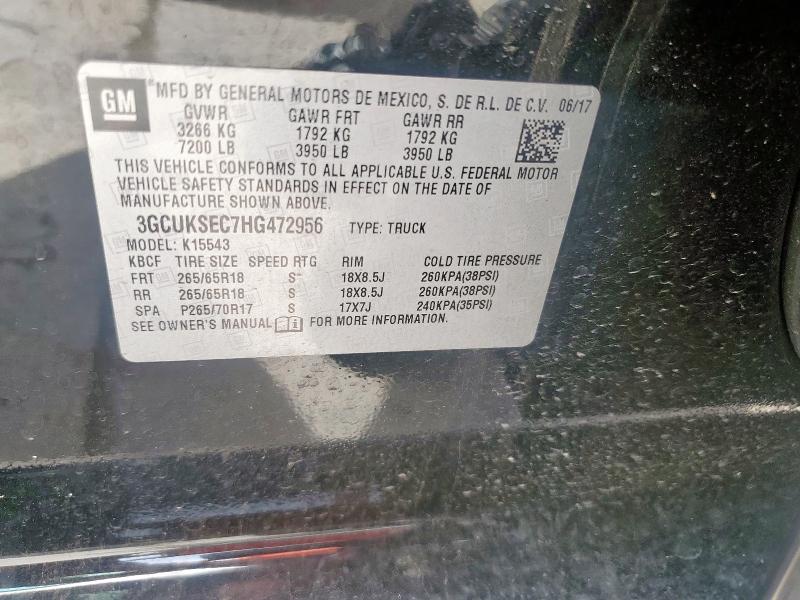 GM
MFD BY GENERAL MOTORS DE MEXICO, S. DE R.L. DE C.V. 06/17
GVWR GAWR FRT GAWR RR
3266 KG 1792 KG 1792 KG
7200 LB 3950 LB 3950 LB
THIS VEHICLE CONFORMS TO ALL APPLICABLE U.S. FEDERAL MOTOR
VEHICLE SAFETY STANDARDS IN EFFECT ON THE DATE OF
MANUFACTURE SHOWN ABOVE.
3GCUKSEC7HG472956 TYPE: TRUCK
MODEL: K15543
KBCF TIRE SIZE SPEED RTG RIM COLD TIRE PRESSURE
FRT 265/65R18 S 18X8.5J 260KPA(38PSI)
RR 265/65R18 S 18X8.5J 260KPA(38PSI)
SPA P265/70R17 S 17X7J 240KPA(35PSI)
SEE OWNER'S MANUAL FOR MORE INFORMATION.